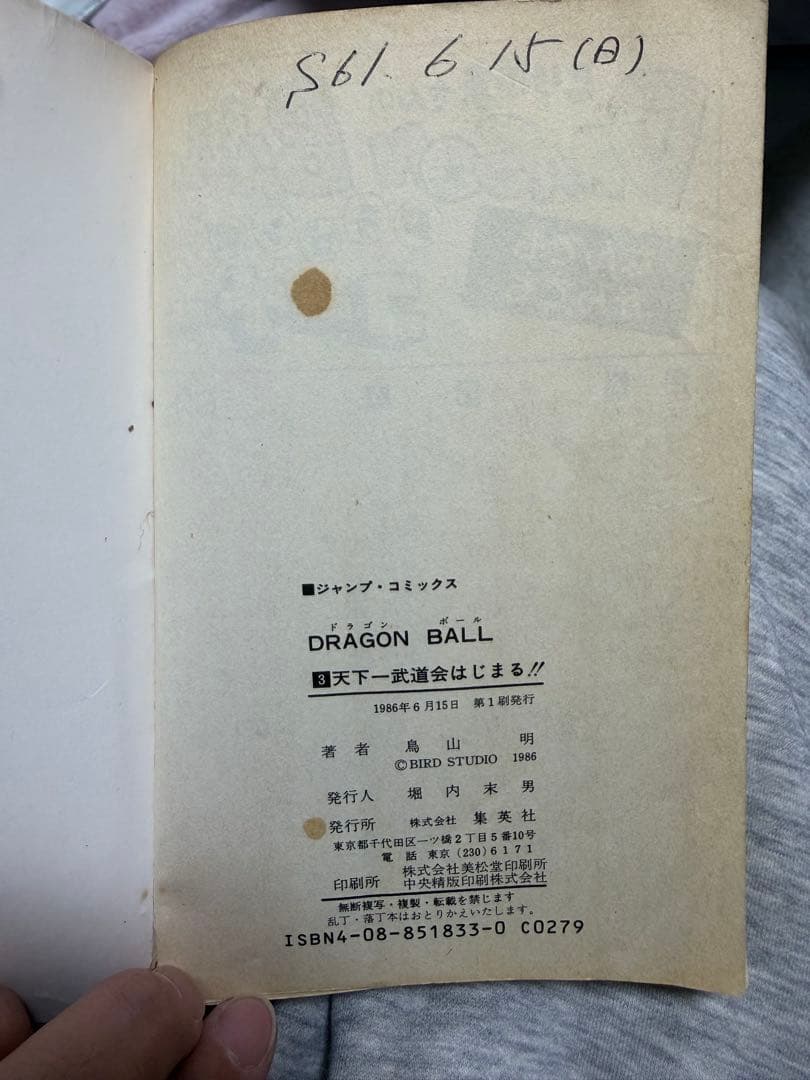 S61. 6. 15 (日)
■ジャンプ・コミックス
ドラゴン ボール
DRAGON BALL
3 天下一武道会はじまる!!
1986年6月15日 第1刷発行
著者 鳥山 明
©BIRD STUDIO 1986
発行人 堀内末男
発行所 株式会社 集英社
東京都千代田区一ツ橋2丁目5番10号
電話 東京 (230) 6171
印刷所 株式会社美松堂印刷所
中央精版印刷株式会社
無断複写・複製・転載を禁じます
乱丁・落丁本はおとりかえいたします。
ISBN4-08-851833-0 C0279